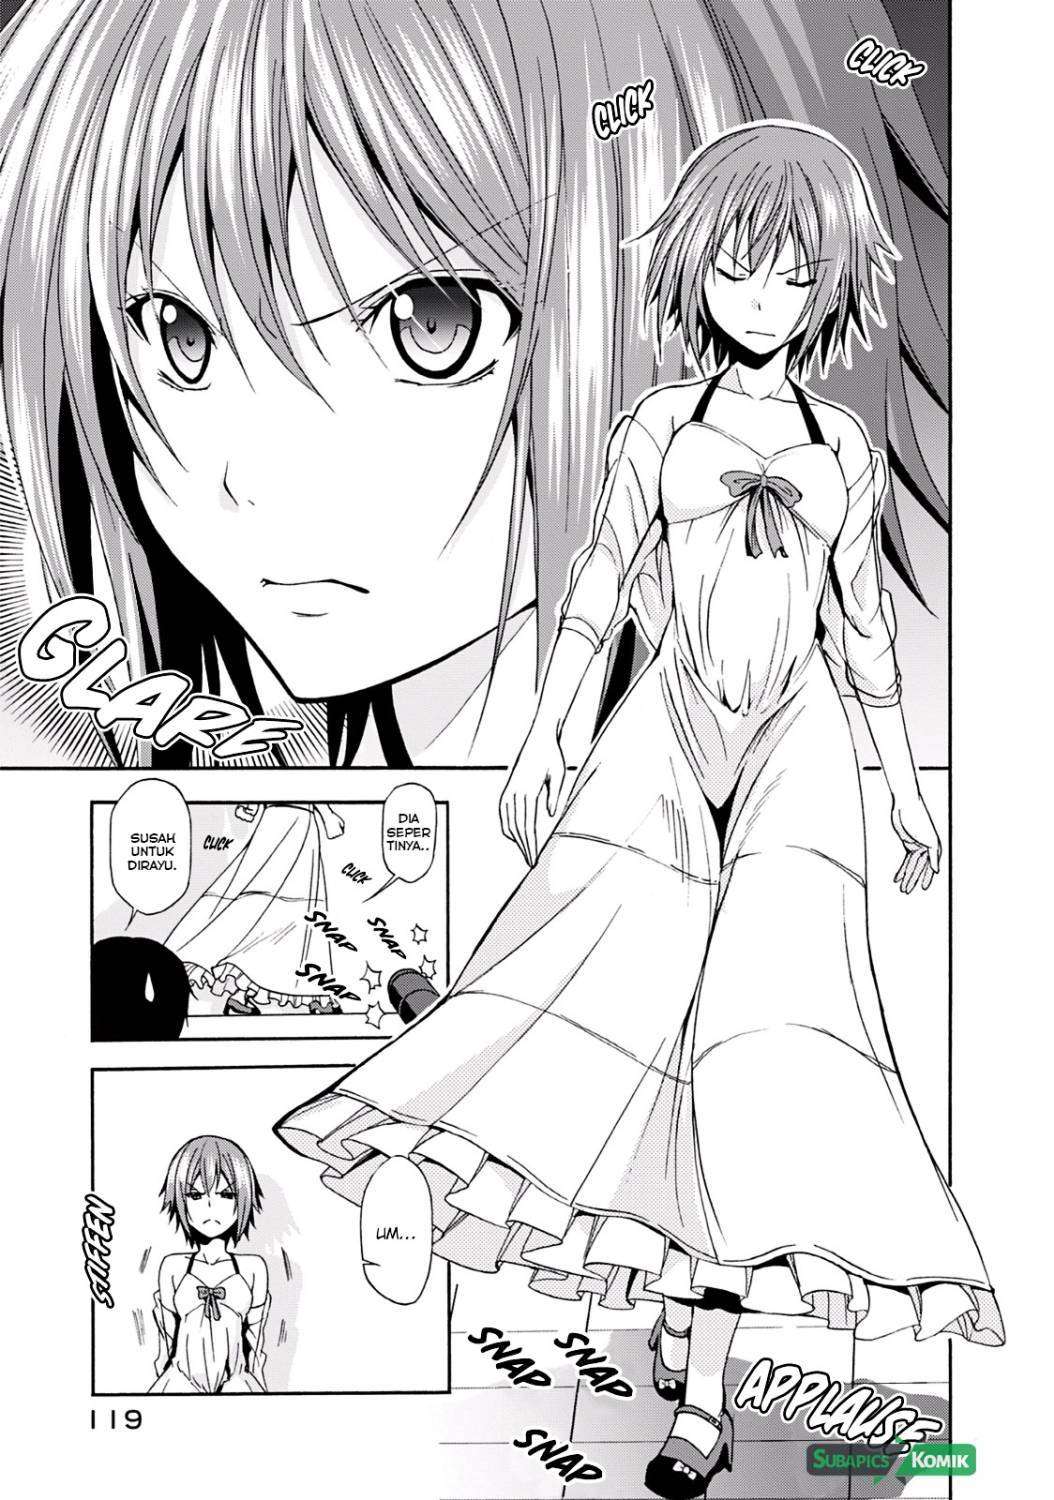 CLICK
CLICK
GLARE
DIA
SEPER
TINYA..
SUSAH
UNTUK
DIRAYU.
CLICK
CLICK
SNAP
SNAP
SNAP
UM...
STIFFEN
SNAP
SNAP
SNAP
SNAP
APPLAUSE
119
SUBAPICS KOMIK